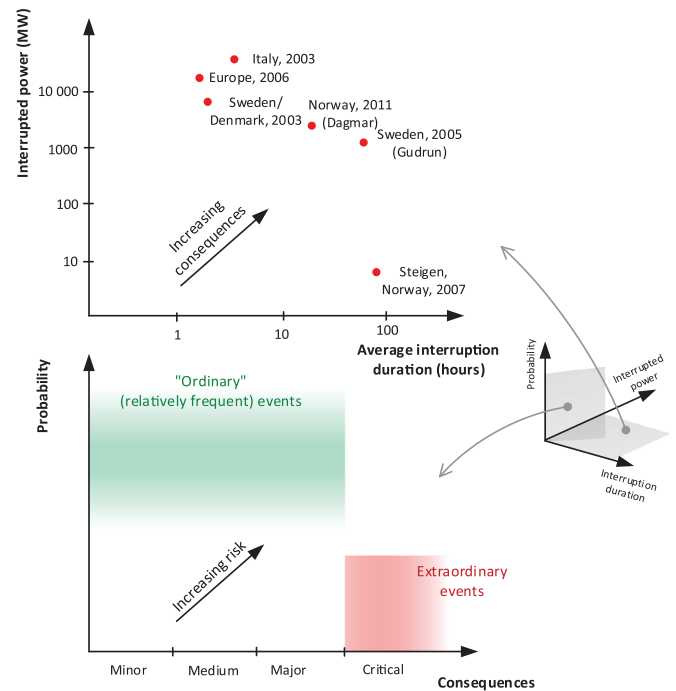 Interrupted power (MW)
10 000
1000
100
10
Italy, 2003
Europe, 2006
Sweden/
Denmark, 2003
Norway, 2011
(Dagmar)
Sweden, 2005
(Gudrun)
Increasing
consequences
Steigen,
Norway, 2007
1
10
100
Average interruption
duration (hours)
Probability
Interrupted
power
Interruption
duration
Probability
"Ordinary"
(relatively frequent) events
Increasing risk
Extraordinary
events
Minor
Medium
Major
Critical
Consequences